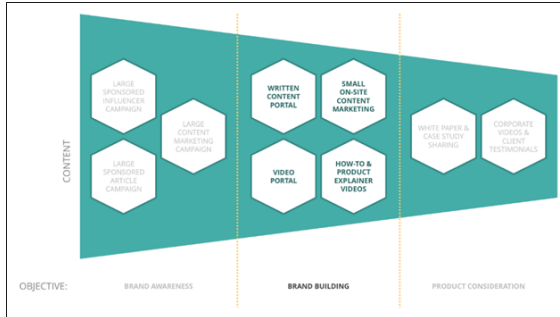 LARGE
SPONSORED
INFLUENCER
CAMPAIGN
LARGE
CONTENT
MARKETING
CAMPAIGN
LARGE
SPONSORED
ARTICLE
CAMPAIGN
WRITTEN
CONTENT
PORTAL
SMALL
ON-SITE
CONTENT
MARKETING
VIDEO
PORTAL
HOW-TO &
PRODUCT
EXPLAINER
VIDEOS
WHITE PAPER &
CASE STUDY
SHARING
CORPORATE
VIDEOS &
CLIENT
TESTIMONIALS
CONTENT
OBJECTIVE:
BRAND AWARENESS
BRAND BUILDING
PRODUCT CONSIDERATION